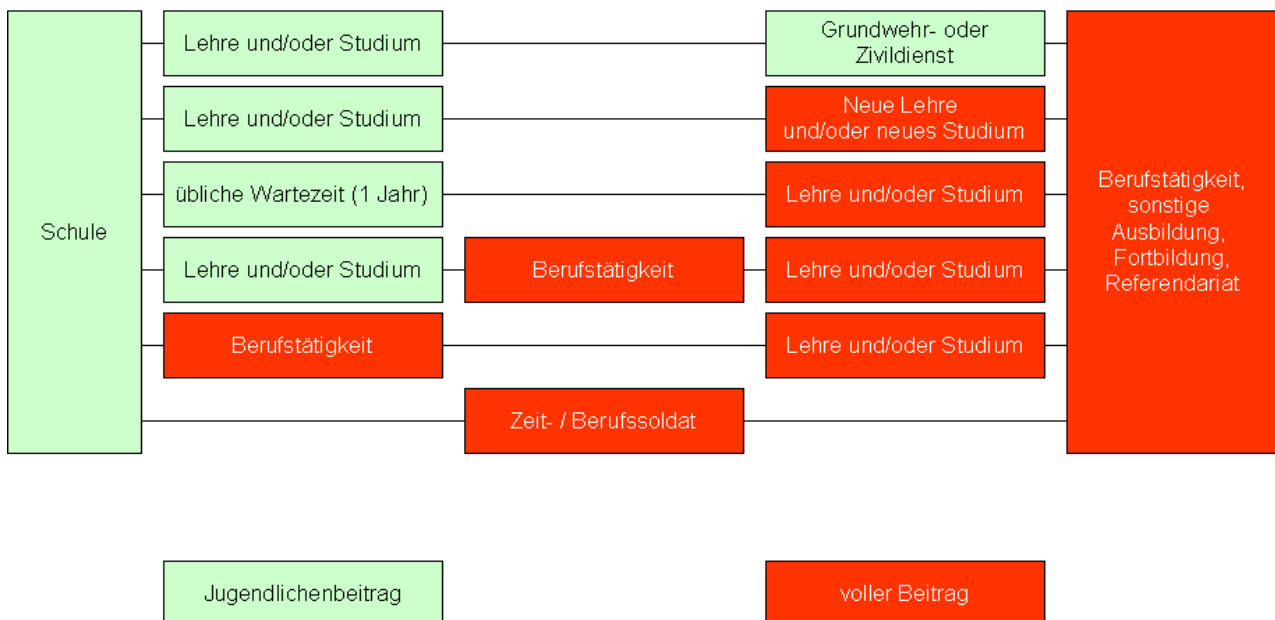 Schule
Lehre und/oder Studium
Grundwehr- oder
Zivildienst
Lehre und/oder Studium
Neue Lehre
und/oder neues Studium
übliche Wartezeit (1 Jahr)
Lehre und/oder Studium
Lehre und/oder Studium
Berufstätigkeit
Lehre und/oder Studium
Berufstätigkeit
Lehre und/oder Studium
Zeit- / Berufssoldat
Berufstätigkeit,
sonstige
Ausbildung,
Fortbildung,
Referendariat
Jugendlichenbeitrag
voller Beitrag